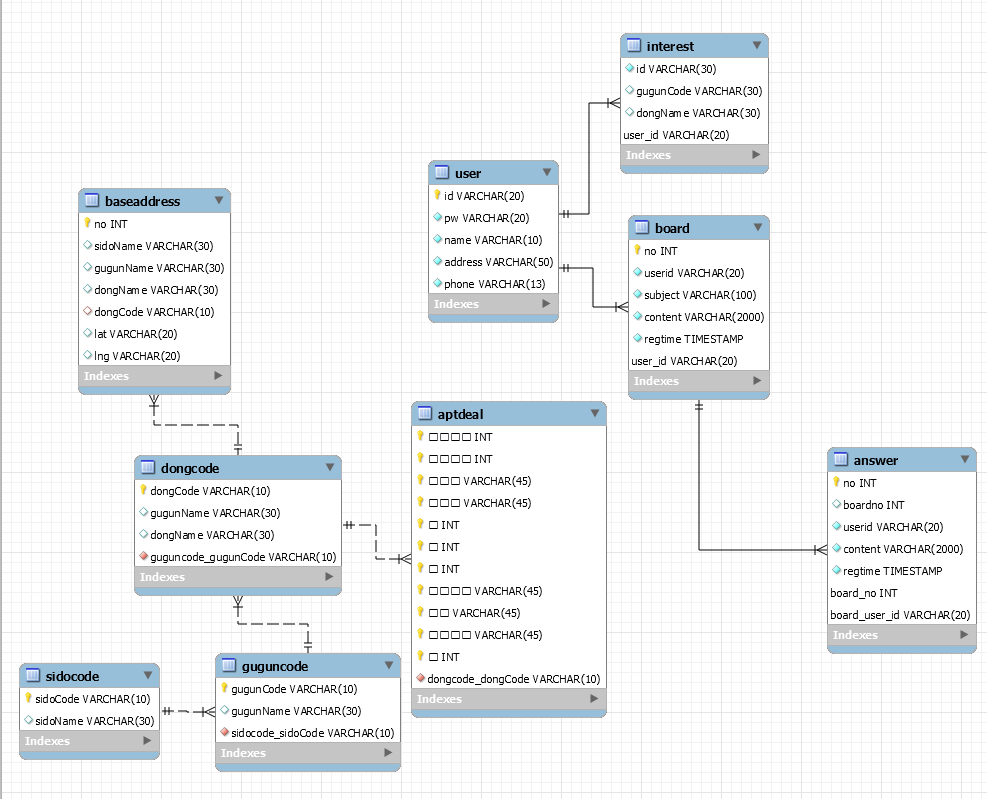 interest
id VARCHAR(30)
gugunCode VARCHAR(30)
dongName VARCHAR(30)
user_id VARCHAR(20)
Indexes
user
id VARCHAR(20)
pw VARCHAR(20)
name VARCHAR(10)
address VARCHAR(50)
phone VARCHAR(13)
Indexes
baseaddress
no INT
sidoName VARCHAR(30)
gugunName VARCHAR(30)
dongName VARCHAR(30)
dongCode VARCHAR(10)
lat VARCHAR(20)
lng VARCHAR(20)
Indexes
board
no INT
userid VARCHAR(20)
subject VARCHAR(100)
content VARCHAR(2000)
regtime TIMESTAMP
user_id VARCHAR(20)
Indexes
aptdeal
□□□□ INT
□□□□ INT
□□□ VARCHAR(45)
□□□ VARCHAR(45)
□ INT
□ INT
□ INT
□□□□ VARCHAR(45)
□□ VARCHAR(45)
□□□□ VARCHAR(45)
□ INT
dongcode_dongCode VARCHAR(10)
Indexes
answer
no INT
boardno INT
userid VARCHAR(20)
content VARCHAR(2000)
regtime TIMESTAMP
board_no INT
board_user_id VARCHAR(20)
Indexes
dongcode
dongCode VARCHAR(10)
gugunName VARCHAR(30)
dongName VARCHAR(30)
guguncode_gugunCode VARCHAR(10)
Indexes
guguncode
gugunCode VARCHAR(10)
gugunName VARCHAR(30)
sidocode_sidoCode VARCHAR(10)
Indexes
sidocode
sidoCode VARCHAR(10)
sidoName VARCHAR(30)
Indexes